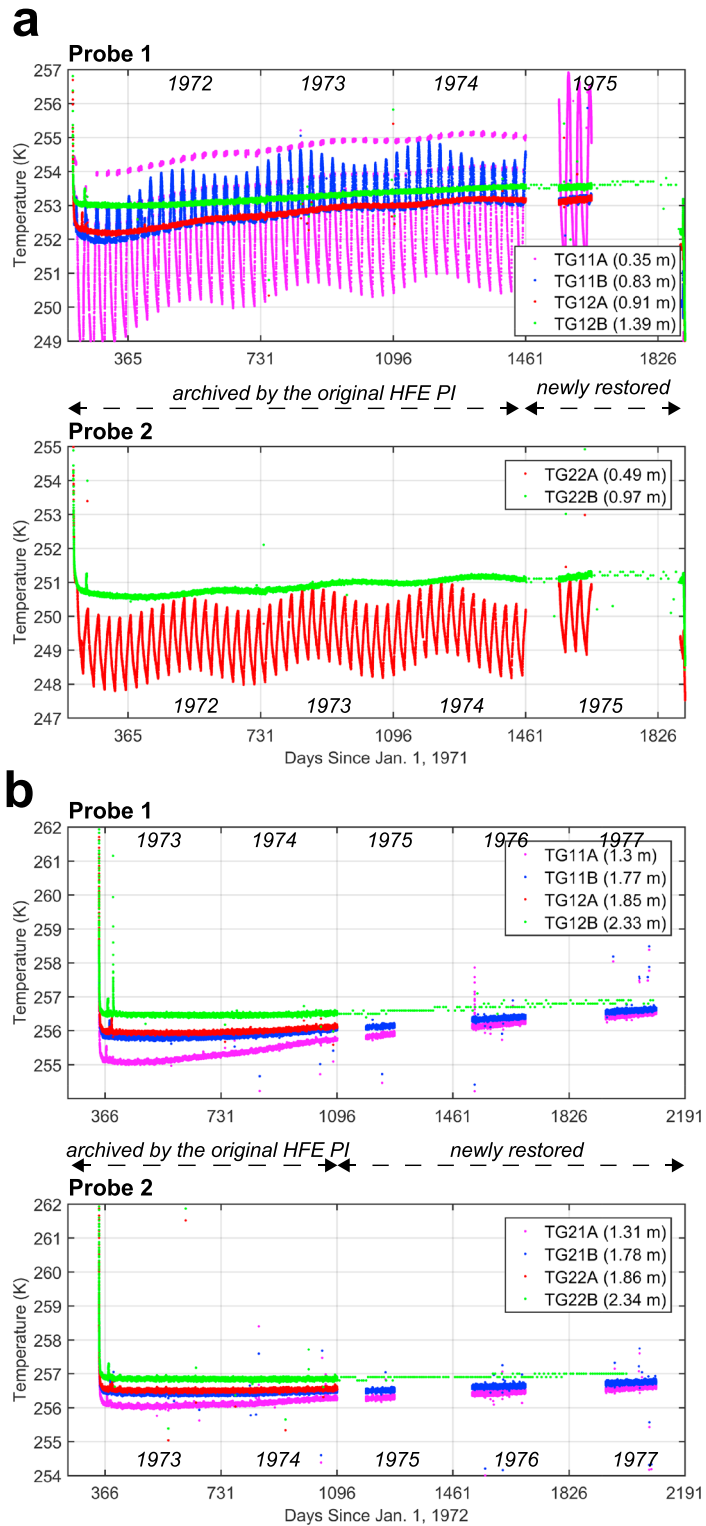 a
Probe 1
257
256
255
254
253
252
251
250
249
Temperature (K)
1972
1973
1974
1975
TG11A (0.35 m)
TG11B (0.83 m)
TG12A (0.91 m)
TG12B (1.39 m)
365
731
1096
1461
1826
archived by the original HFE PI
newly restored
Probe 2
255
254
253
252
251
250
249
248
247
Temperature (K)
TG22A (0.49 m)
TG22B (0.97 m)
1972
1973
1974
1975
365
731
1096
1461
1826
Days Since Jan. 1, 1971
b
Probe 1
262
261
260
259
258
257
256
255
Temperature (K)
1973
1974
1975
1976
1977
TG11A (1.3 m)
TG11B (1.77 m)
TG12A (1.85 m)
TG12B (2.33 m)
366
731
1096
1461
1826
2191
archived by the original HFE PI
newly restored
Probe 2
262
261
260
259
258
257
256
255
254
Temperature (K)
TG21A (1.31 m)
TG21B (1.78 m)
TG22A (1.86 m)
TG22B (2.34 m)
1973
1974
1975
1976
1977
366
731
1096
1461
1826
2191
Days Since Jan. 1, 1972